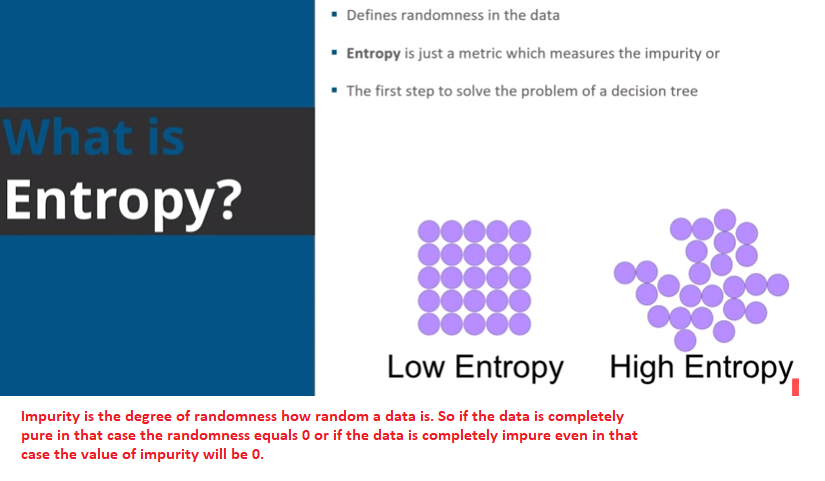 What is
Entropy?
Defines randomness in the data
Entropy is just a metric which measures the impurity or
The first step to solve the problem of a decision tree
Low Entropy
High Entropy
Impurity is the degree of randomness how random a data is. So if the data is completely
pure in that case the randomness equals 0 or if the data is completely impure even in that
case the value of impurity will be 0.